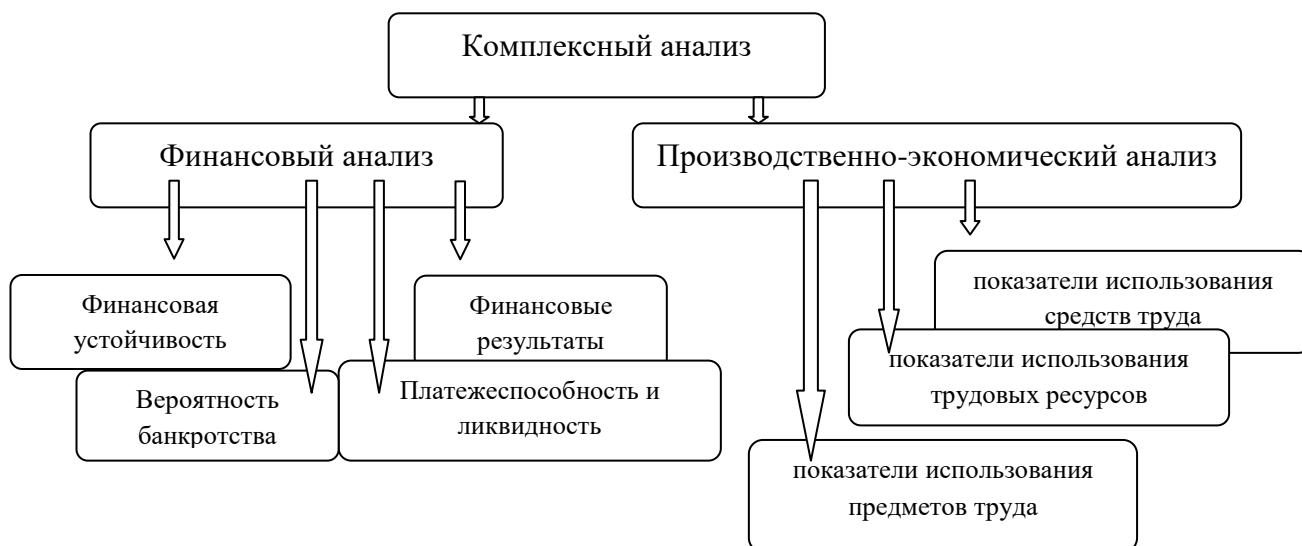 Комплексный анализ
Финансовый анализ
Производственно-экономический анализ
Финансовая
устойчивость
Вероятность
банкротства
Финансовые
результаты
Платежеспособность и
ликвидность
показатели использования
средств труда
показатели использования
трудовых ресурсов
показатели использования
предметов труда